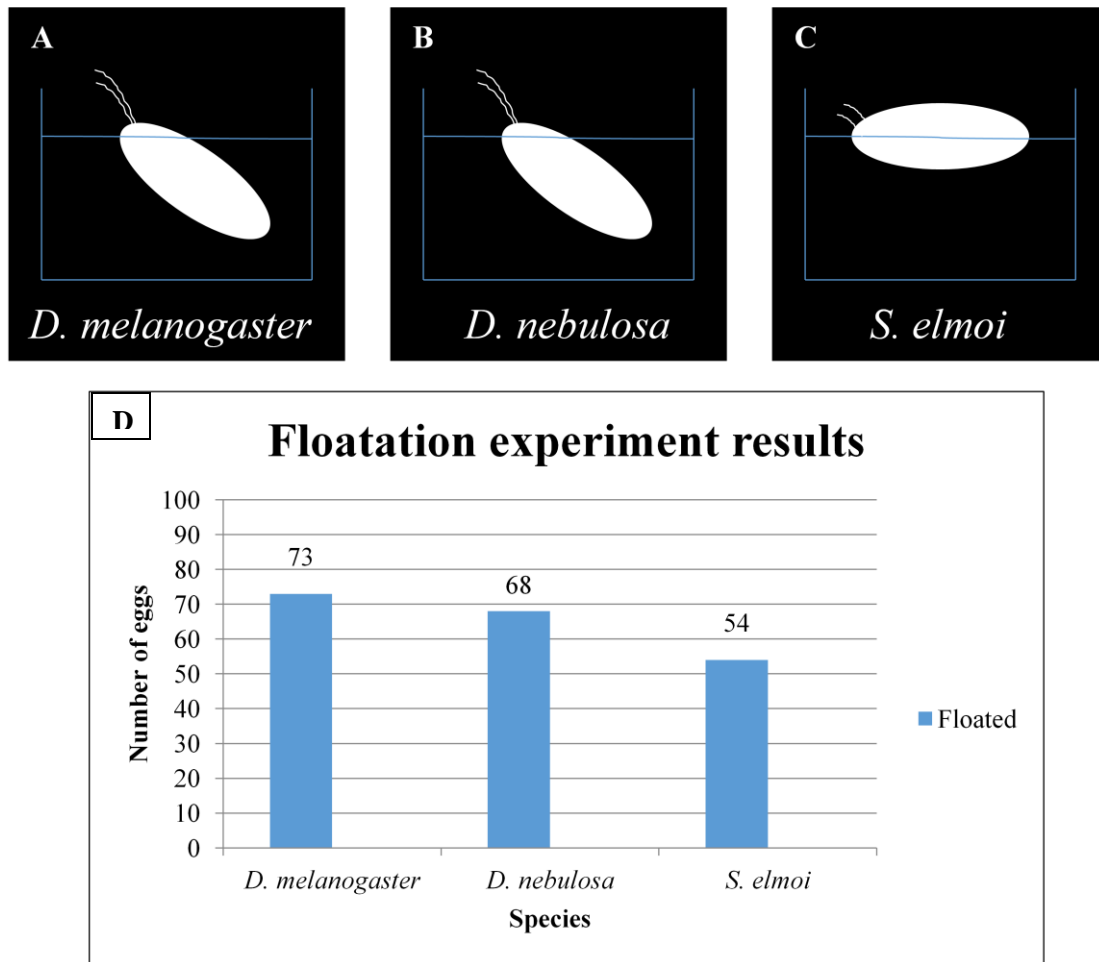 A
B
C
D. melanogaster
D. nebulosa
S. elmoi
D
Floatation experiment results
100
90
80
70
60
50
40
30
20
10
0
Number of eggs
73
68
54
Floated
D. melanogaster
D. nebulosa
S. elmoi
Species